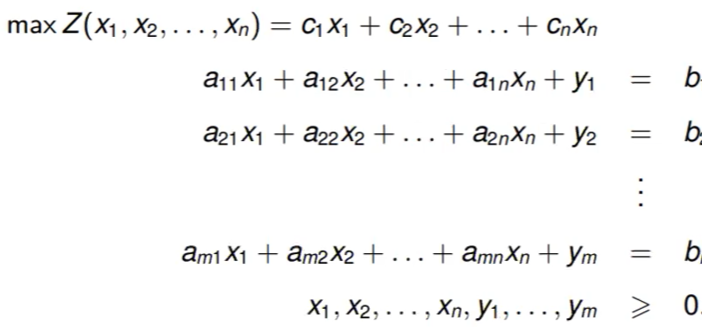 max Z(x₁, x₂, . . . , xₙ) = c₁x₁ + c₂x₂ + . . . + cₙxₙ
a₁₁x₁ + a₁₂x₂ + . . . + a₁ₙxₙ + y₁ = b
a₂₁x₁ + a₂₂x₂ + . . . + a₂ₙxₙ + y₂ = b
⋮
aₘ₁x₁ + aₘ₂x₂ + . . . + aₘₙxₙ + yₘ = b
x₁, x₂, . . . , xₙ, y₁, . . . , yₘ ⩾ 0.